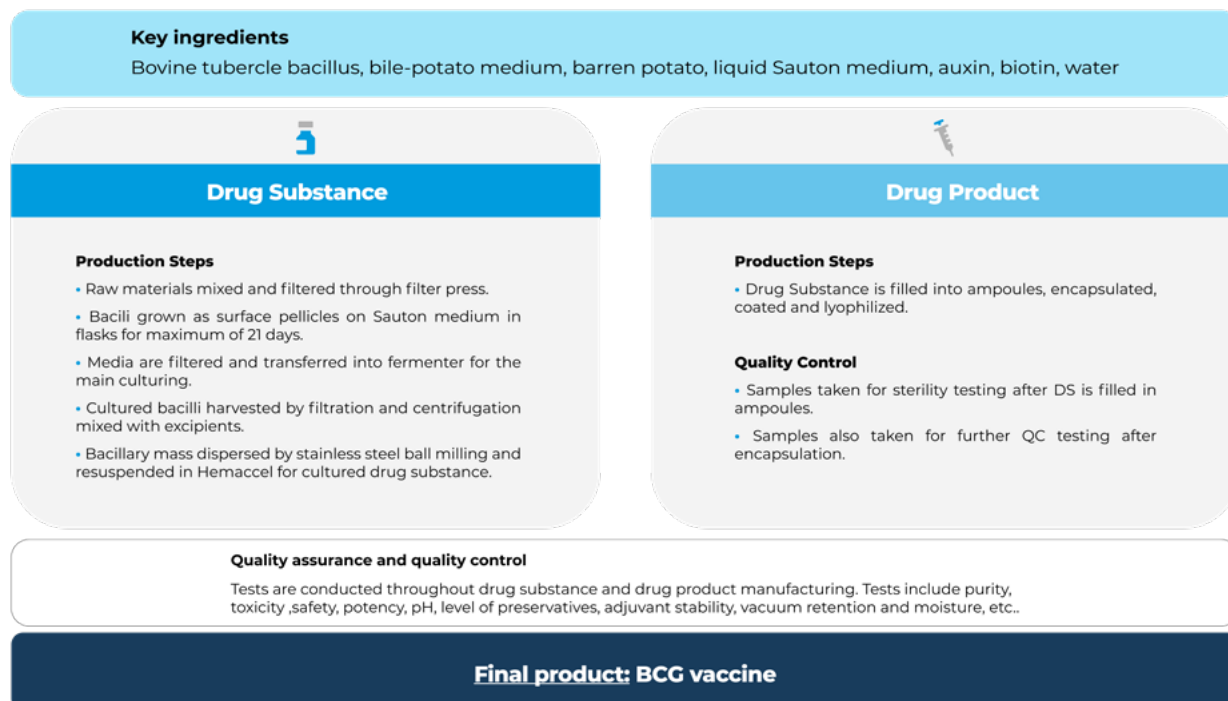 Key ingredients
Bovine tubercle bacillus, bile-potato medium, barren potato, liquid Sauton medium, auxin, biotin, water
Drug Substance
Production Steps
• Raw materials mixed and filtered through filter press.
• Bacili grown as surface pellicles on Sauton medium in
flasks for maximum of 21 days.
• Media are filtered and transferred into fermenter for the
main culturing.
• Cultured bacilli harvested by filtration and centrifugation
mixed with excipients.
• Bacillary mass dispersed by stainless steel ball milling and
resuspended in Hemaccel for cultured drug substance.
Drug Product
Production Steps
• Drug Substance is filled into ampoules, encapsulated,
coated and lyophilized.
Quality Control
• Samples taken for sterility testing after DS is filled in
ampoules.
• Samples also taken for further QC testing after
encapsulation.
Quality assurance and quality control
Tests are conducted throughout drug substance and drug product manufacturing. Tests include purity,
toxicity ,safety, potency, pH, level of preservatives, adjuvant stability, vacuum retention and moisture, etc..
Final product: BCG vaccine